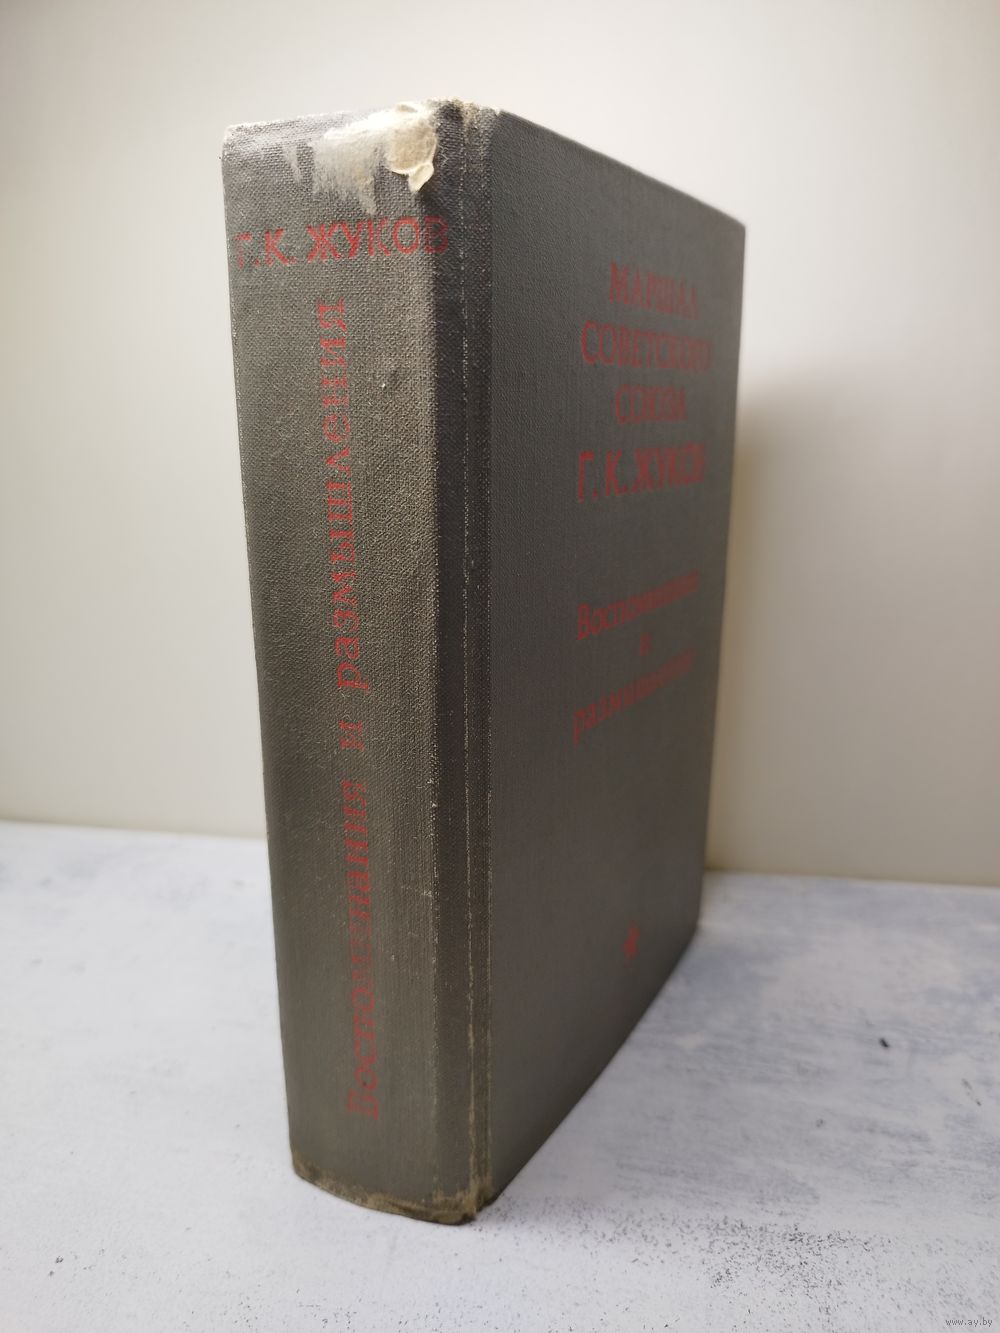 Г.К. ЖУКОВ
Воспоминания и размышления
МАРШАЛ
СОВЕТСКОГО
СОЮЗА
Г.К. ЖУКОВ
Воспоминания
и
размышления
www.ay.by